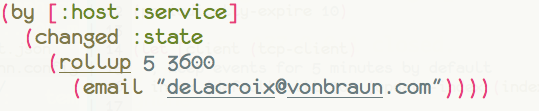 (by [:host :service]
(changed :state
(rollup 5 3600
(email "delacroix@vonbraun.com"))))